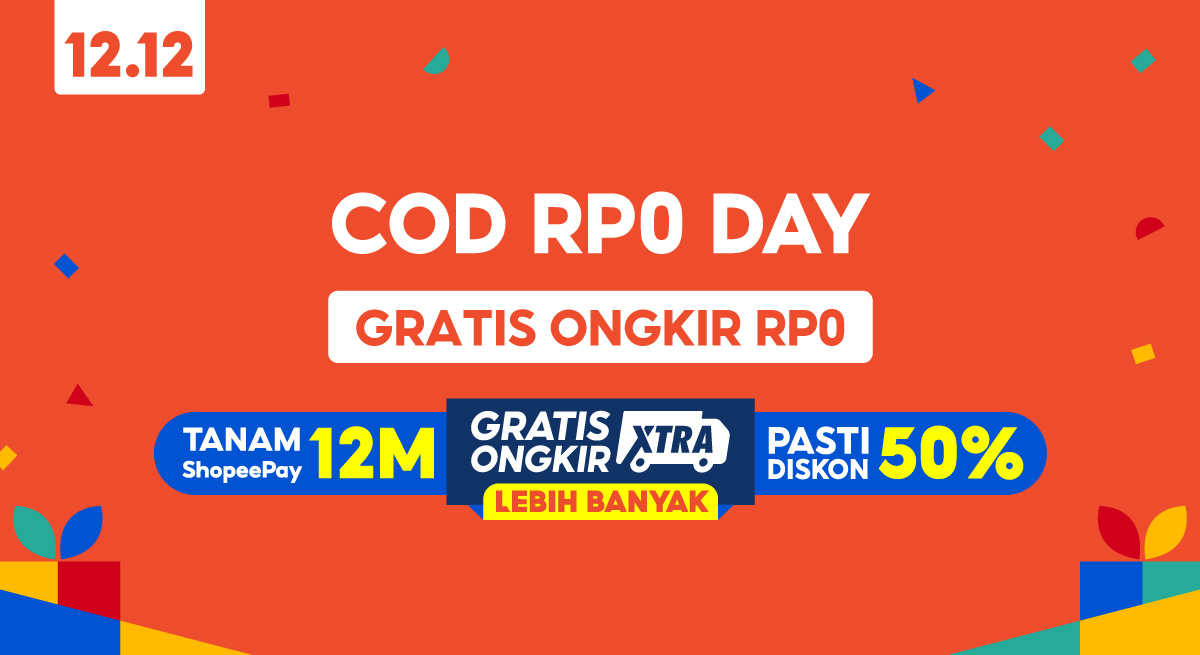 12.12
COD RP0 DAY
GRATIS ONGKIR RP0
TANAM
ShopeePay
12M
GRATIS
ONGKIR
XTRA
LEBIH BANYAK
PASTI
DISKON
50%